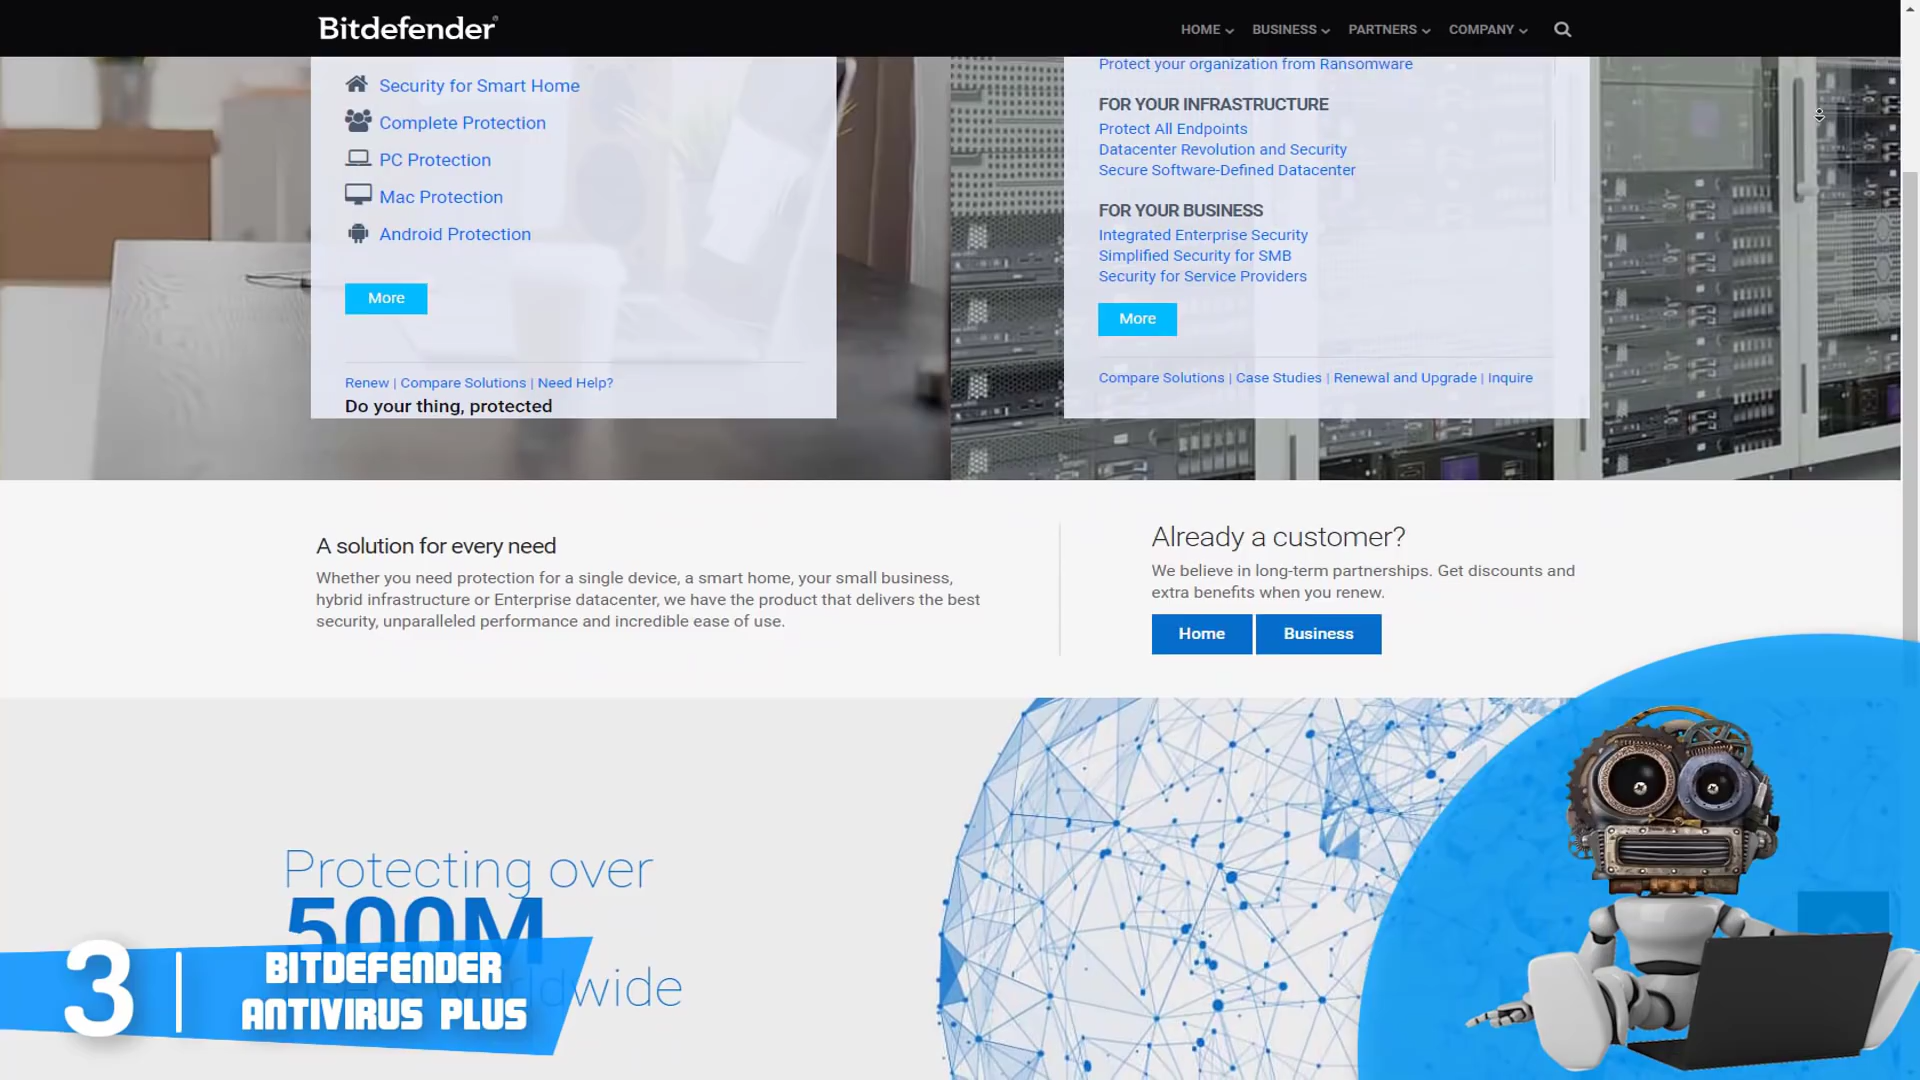 Bitdefender
HOME
BUSINESS
PARTNERS
COMPANY
Security for Smart Home
Complete Protection
PC Protection
Mac Protection
Android Protection
More
Renew | Compare Solutions | Need Help?
Do your thing, protected
Protect your organization from Ransomware
FOR YOUR INFRASTRUCTURE
Protect All Endpoints
Datacenter Revolution and Security
Secure Software-Defined Datacenter
FOR YOUR BUSINESS
Integrated Enterprise Security
Simplified Security for SMB
Security for Service Providers
More
Compare Solutions | Case Studies | Renewal and Upgrade | Inquire
A solution for every need
Whether you need protection for a single device, a smart home, your small business,
hybrid infrastructure or Enterprise datacenter, we have the product that delivers the best
security, unparalleled performance and incredible ease of use.
Already a customer?
We believe in long-term partnerships. Get discounts and
extra benefits when you renew.
Home
Business
Protecting over
500M
3
BITDEFENDER
ANTIVIRUS PLUS